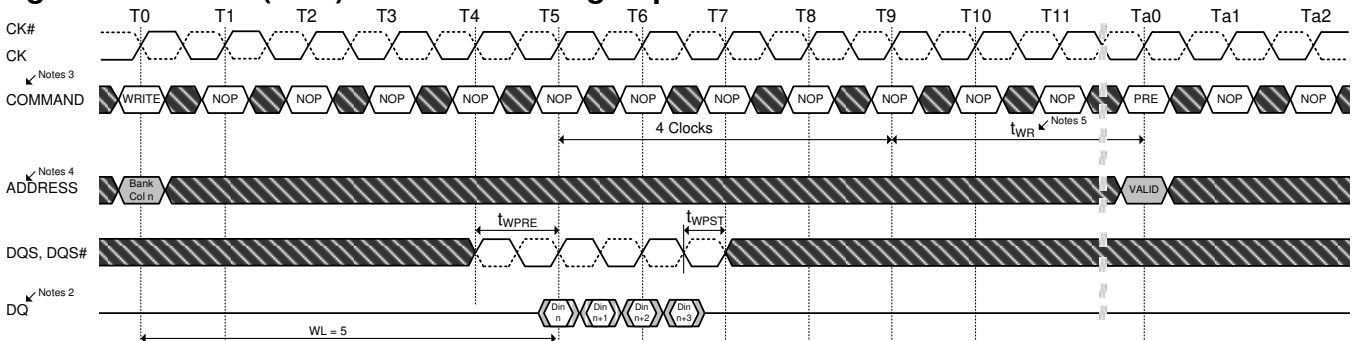 T0 T1 T2 T3 T4 T5 T6 T7 T8 T9 T10 T11 Ta0 Ta1 Ta2
CK#
CK
Notes 3
COMMAND WRITE NOP NOP NOP NOP NOP NOP NOP NOP NOP NOP NOP PRE NOP NOP
4 Clocks
tWR Notes 5
Notes 4
ADDRESS
Bank
Col n
VALID
tWPRE tWPST
DQS, DQS#
Notes 2
DQ
Din
n
Din
n+1
Din
n+2
Din
n+3
WL = 5